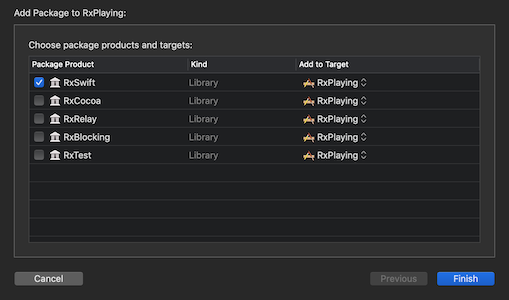 Add Package to RxPlaying:
Choose package products and targets:
Package Product Kind Add to Target
RxSwift Library RxPlaying
RxCocoa Library RxPlaying
RxRelay Library RxPlaying
RxBlocking Library RxPlaying
RxTest Library RxPlaying
Cancel Previous Finish